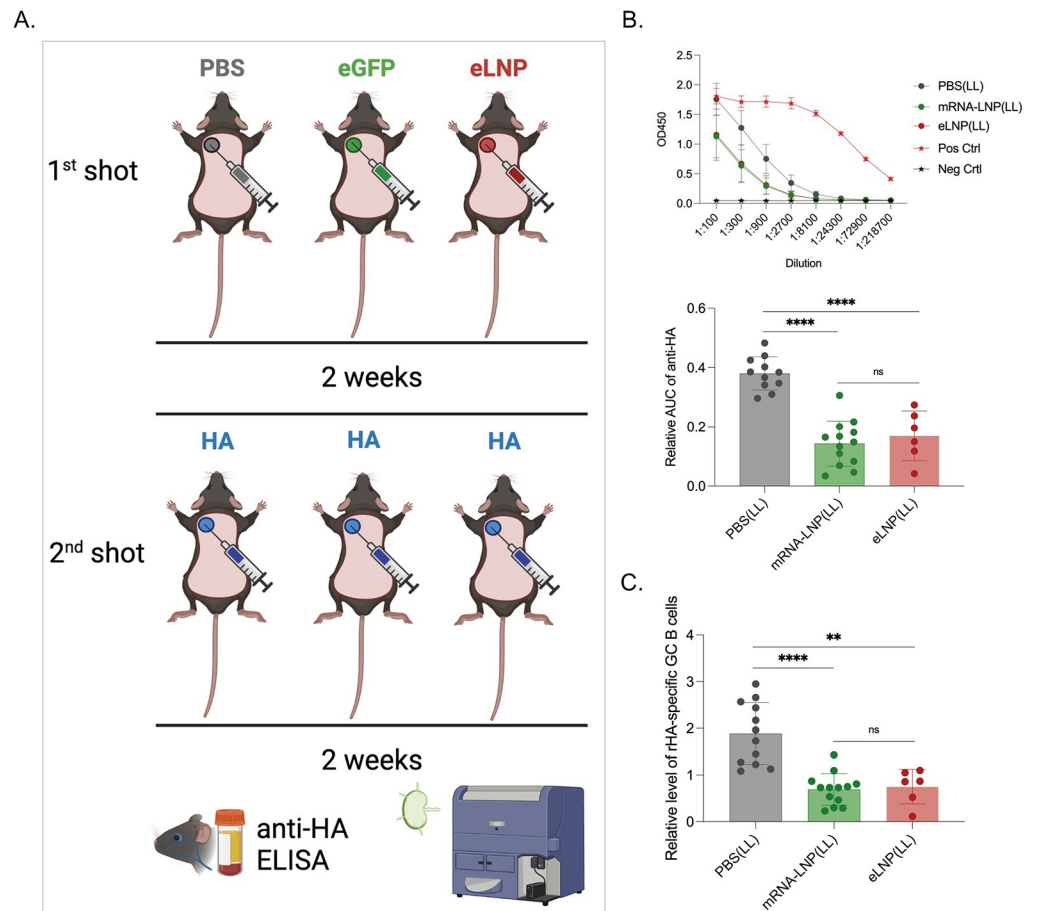 A.
PBS
eGFP
eLNP
1st shot
2 weeks
HA
HA
HA
2nd shot
2 weeks
anti-HA
ELISA
B.
2.5
2.0
1.5
1.0
0.5
0.0
OD450
1:100
1:300
1:900
1:2700
1:8100
1:24300
1:72900
1:218700
Dilution
PBS(LL)
mRNA-LNP(LL)
eLNP(LL)
Pos Ctrl
Neg Crtl
Relative AUC of anti-HA
0.6
0.4
0.2
0.0
****
****
ns
PBS(LL)
mRNA-LNP(LL)
eLNP(LL)
C.
Relative level of rHA-specific GC B cells
4
3
2
1
0
**
****
ns
PBS(LL)
mRNA-LNP(LL)
eLNP(LL)